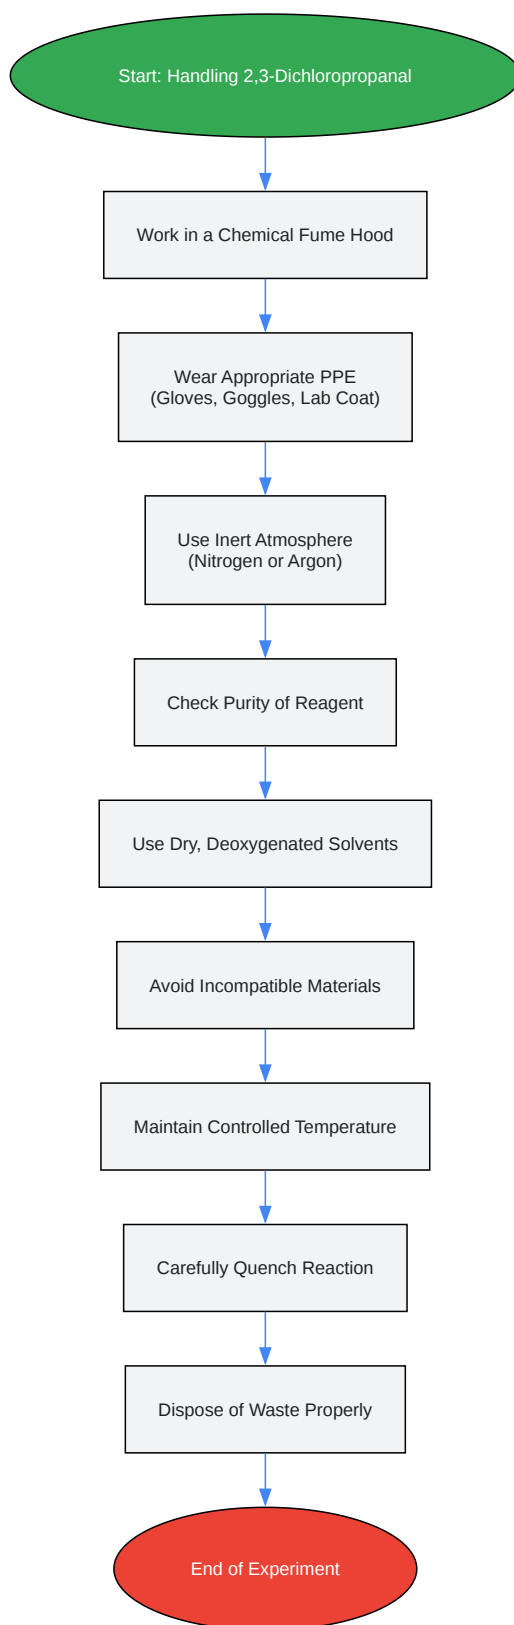 Start: Handling 2,3-Dichloropropanal
Work in a Chemical Fume Hood
Wear Appropriate PPE
(Gloves, Goggles, Lab Coat)
Use Inert Atmosphere
(Nitrogen or Argon)
Check Purity of Reagent
Use Dry, Deoxygenated Solvents
Avoid Incompatible Materials
Maintain Controlled Temperature
Carefully Quench Reaction
Dispose of Waste Properly
End of Experiment